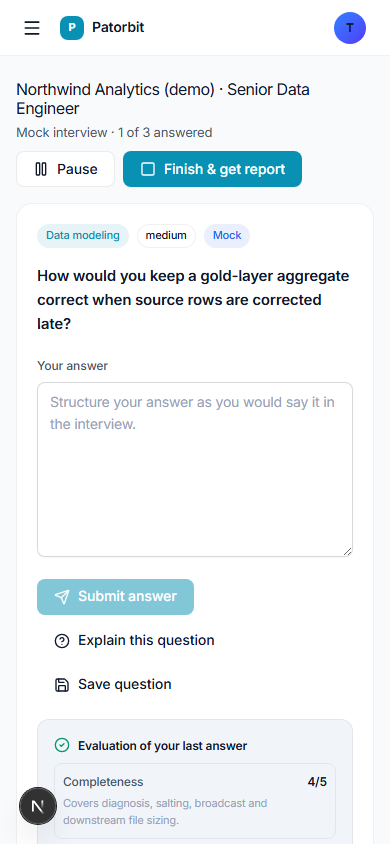 P
Patorbit
T
Northwind Analytics (demo) · Senior Data
Engineer
Mock interview · 1 of 3 answered
Pause
Finish & get report
Data modeling
medium
Mock
How would you keep a gold-layer aggregate
correct when source rows are corrected
late?
Your answer
Structure your answer as you would say it in
the interview.
Submit answer
Explain this question
Save question
Evaluation of your last answer
Completeness
4/5
Covers diagnosis, salting, broadcast and
downstream file sizing.
N